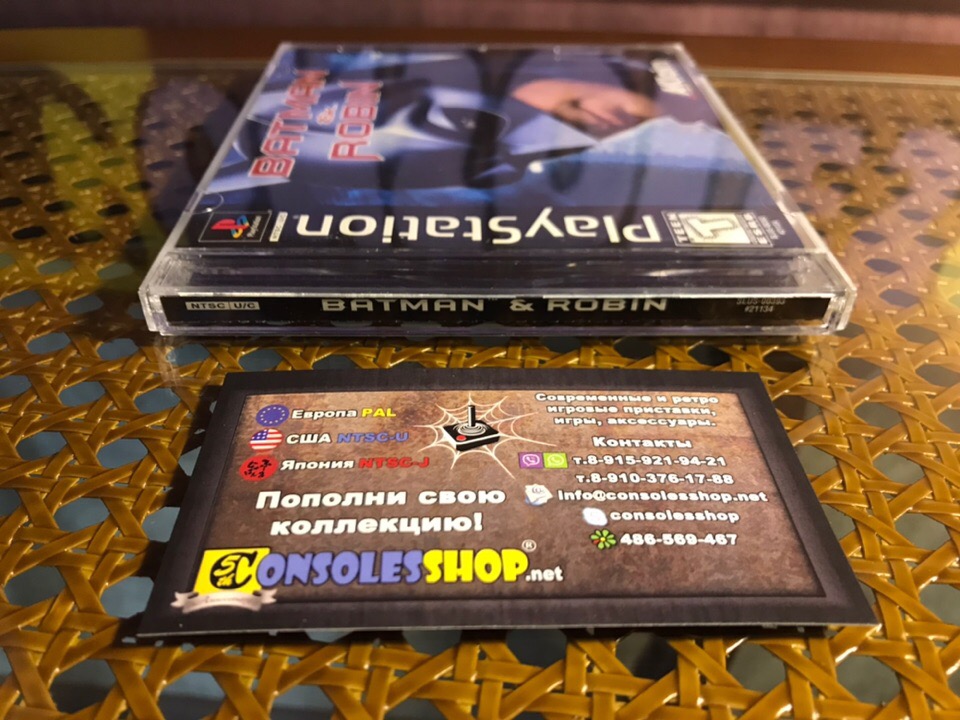 BATMAN
&
ROBIN
PlayStation
NTSC U/C
BATMAN & ROBIN
SLUS-00393
#21134
Европа PAL
США NTSC-U
Япония NTSC-J
Пополни свою
коллекцию!
CONSOLESSHOP®.net
Современные и ретро
игровые приставки,
игры, аксессуары.
Контакты
т.8-915-921-94-21
т.8-910-376-17-88
info@consolesshop.net
consolesshop
486-569-467